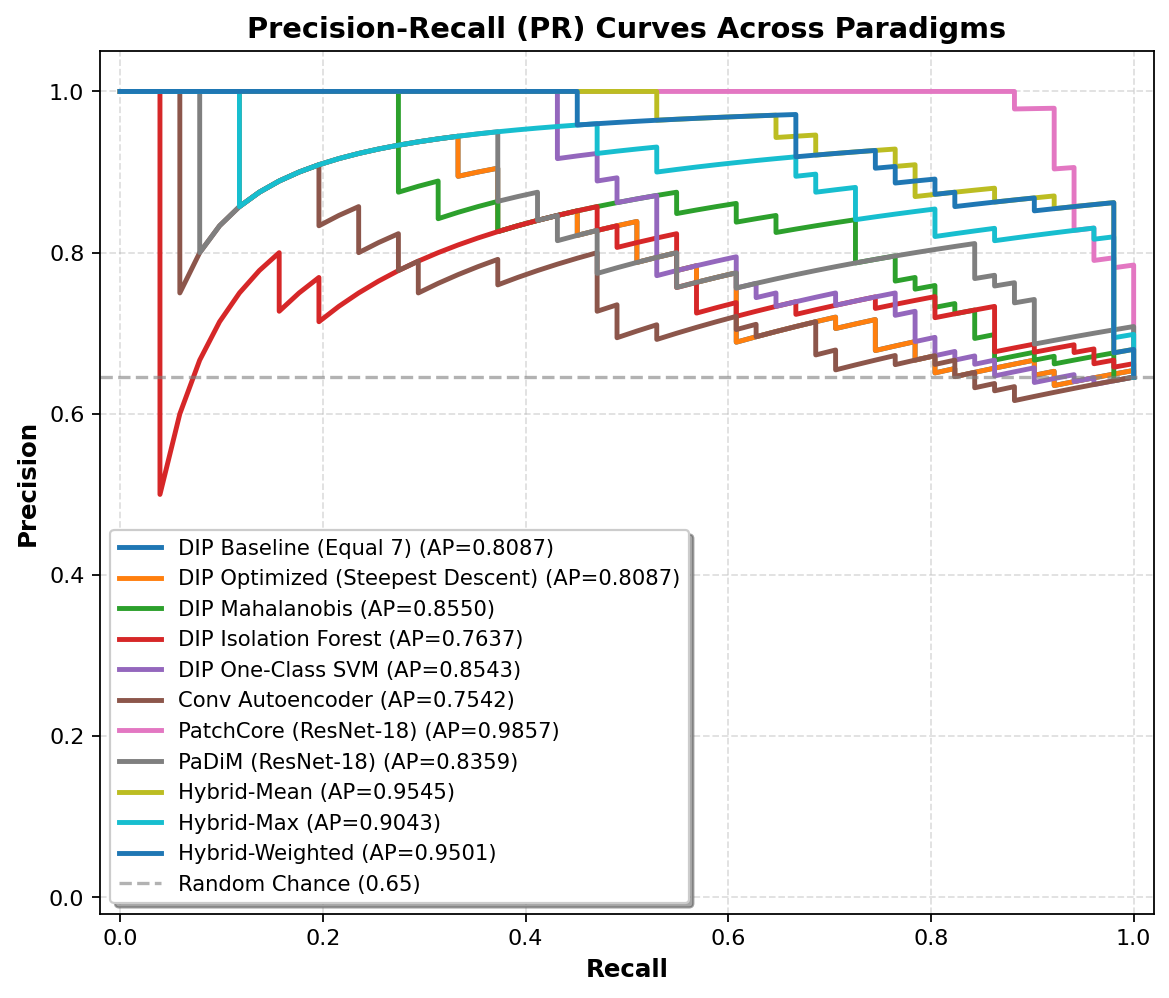 Precision-Recall (PR) Curves Across Paradigms
1.0
0.8
0.6
0.4
0.2
0.0
Precision
DIP Baseline (Equal 7) (AP=0.8087)
DIP Optimized (Steepest Descent) (AP=0.8087)
DIP Mahalanobis (AP=0.8550)
DIP Isolation Forest (AP=0.7637)
DIP One-Class SVM (AP=0.8543)
Conv Autoencoder (AP=0.7542)
PatchCore (ResNet-18) (AP=0.9857)
PaDiM (ResNet-18) (AP=0.8359)
Hybrid-Mean (AP=0.9545)
Hybrid-Max (AP=0.9043)
Hybrid-Weighted (AP=0.9501)
Random Chance (0.65)
0.0 0.2 0.4 0.6 0.8 1.0
Recall